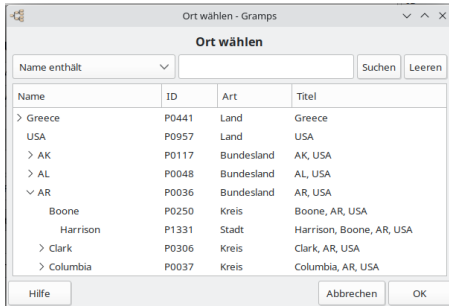 Ort wählen - Gramps
Ort wählen
Name enthält Suchen Leeren
Name ID Art Titel
Greece P0441 Land Greece
USA P0957 Land USA
AK P0117 Bundesland AK, USA
AL P0048 Bundesland AL, USA
AR P0036 Bundesland AR, USA
Boone P0250 Kreis Boone, AR, USA
Harrison P1331 Stadt Harrison, Boone, AR, USA
Clark P0306 Kreis Clark, AR, USA
Columbia P0037 Kreis Columbia, AR, USA
Hilfe Abbrechen OK